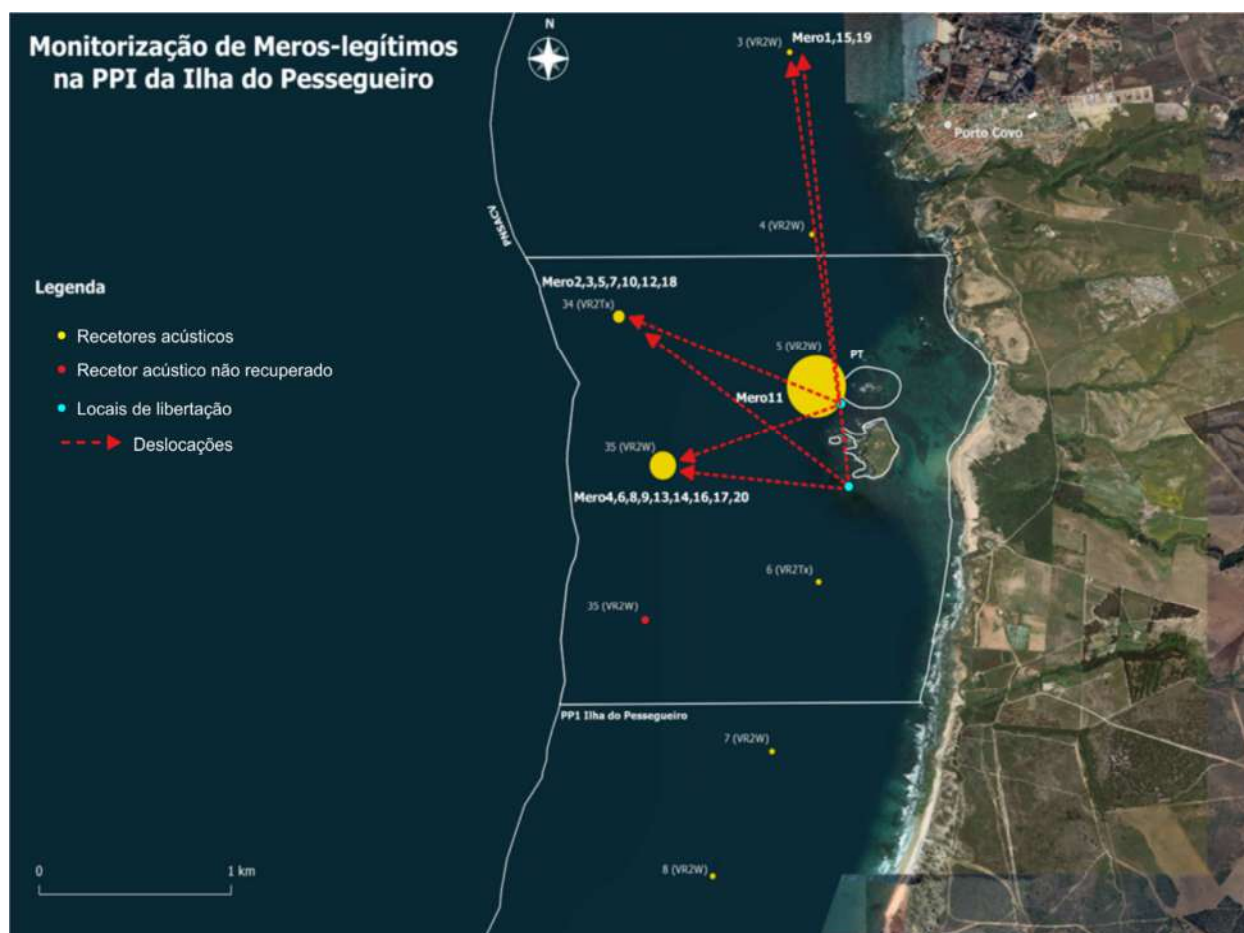 Monitorização de Meros-legítimos
na PPI da Ilha do Pessegueiro
N
3 (VR2W)
Mero1,15,19
Porto Covo
PNSACV
4 (VR2W)
Legenda
Recetores acústicos
Recetor acústico não recuperado
Locais de libertação
Deslocações
Mero2,3,5,7,10,12,18
34 (VR2Tx)
5 (VR2W)
PT
Mero11
35 (VR2W)
Mero4,6,8,9,13,14,16,17,20
6 (VR2Tx)
35 (VR2W)
PP1 Ilha do Pessegueiro
7 (VR2W)
8 (VR2W)
0 1 km